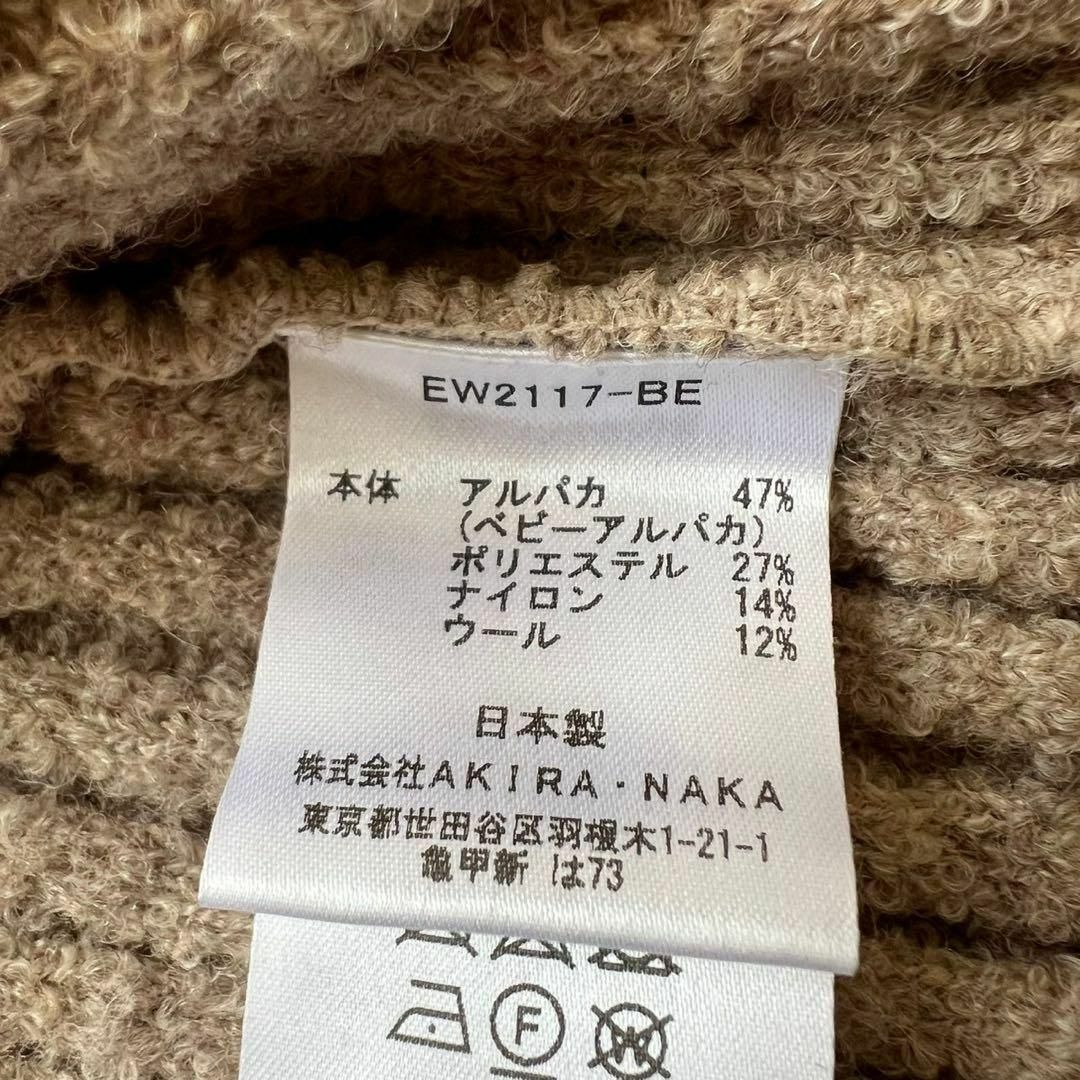 EW2117-BE
本体 アルパカ 47%
(ベビーアルパカ)
ポリエステル 27%
ナイロン 14%
ウール 12%
日本製
株式会社AKIRA・NAKA
東京都世田谷区羽根木1-21-1
亀甲新 は73
F
W